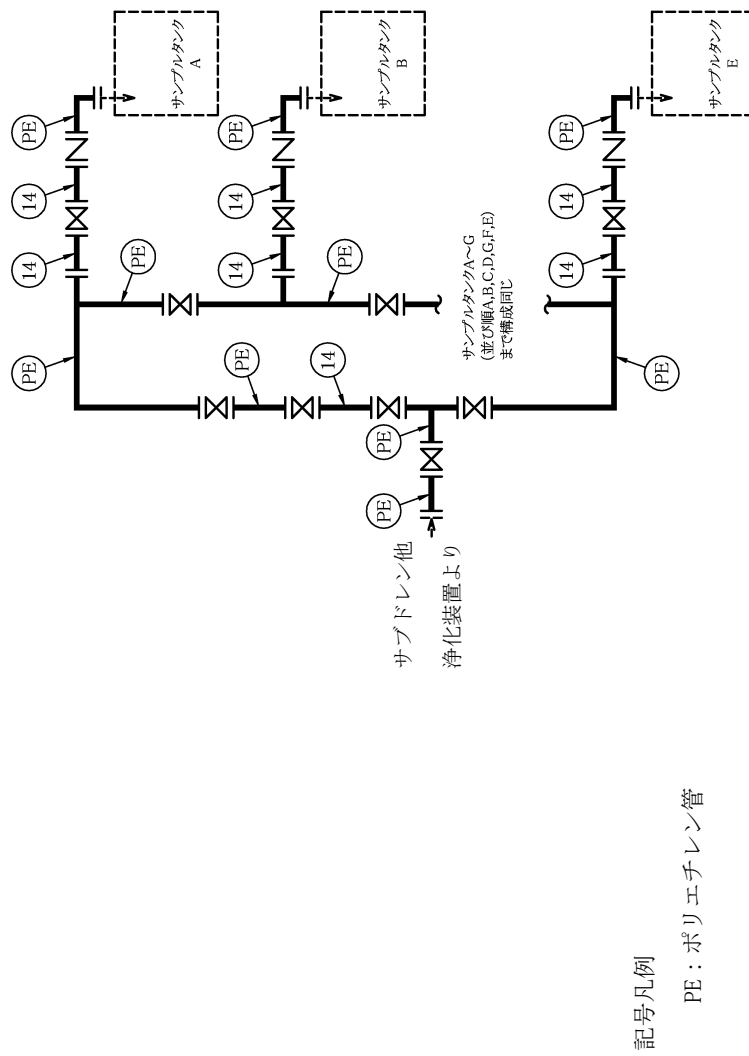 サンプルタンク
A
サンプルタンク
B
サンプルタンク
E
PE
PE
PE
14
14
14
14
14
14
PE
PE
サンプルタンクA～G
(並び順A,B,C,D,G,F,E)
まで構成同じ
PE
PE
14
PE
PE
PE
サブドレン他
浄化装置より
記号凡例
PE：ポリエチレン管